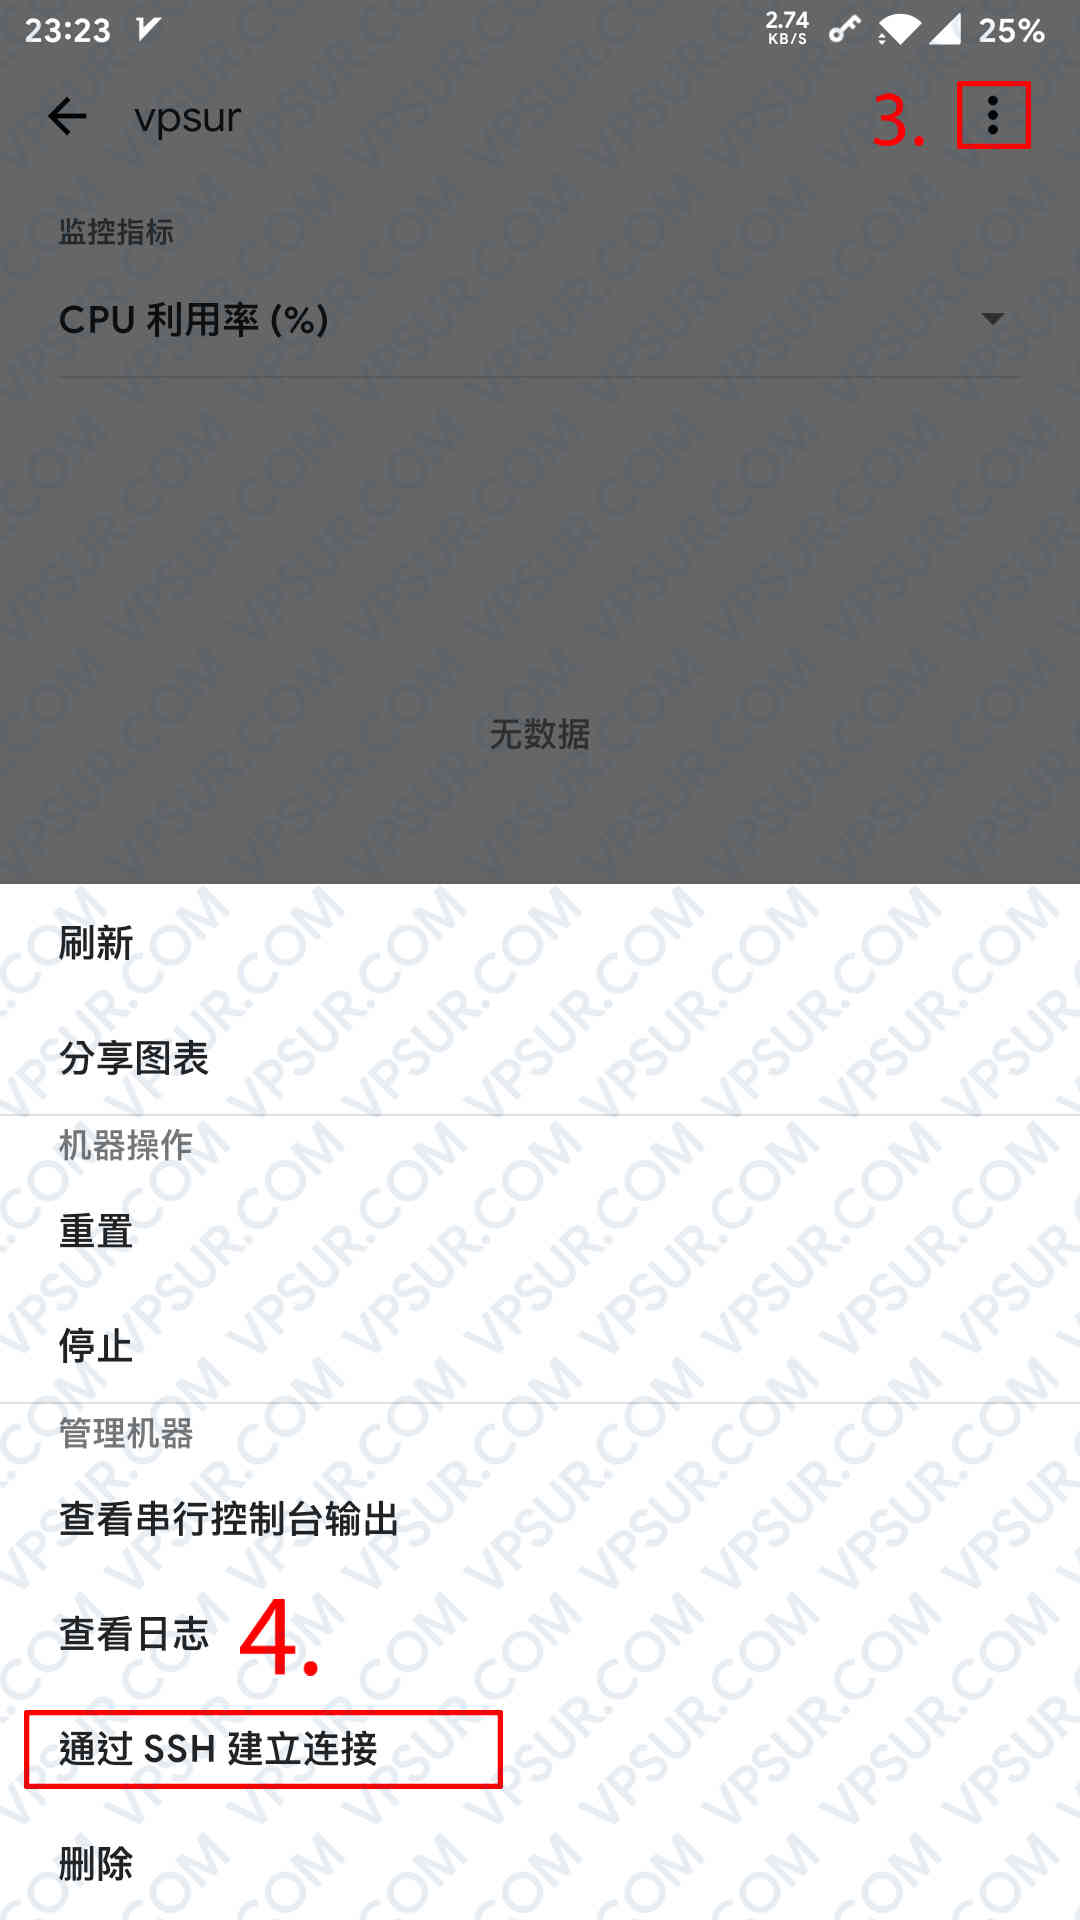 23:23 2.74 KB/S 25%
vpsur 3.
监控指标
CPU 利用率 (%)
无数据
刷新
分享图表
机器操作
重置
停止
管理机器
查看串行控制台输出
查看日志 4.
通过 SSH 建立连接
删除
VPSUR.COM